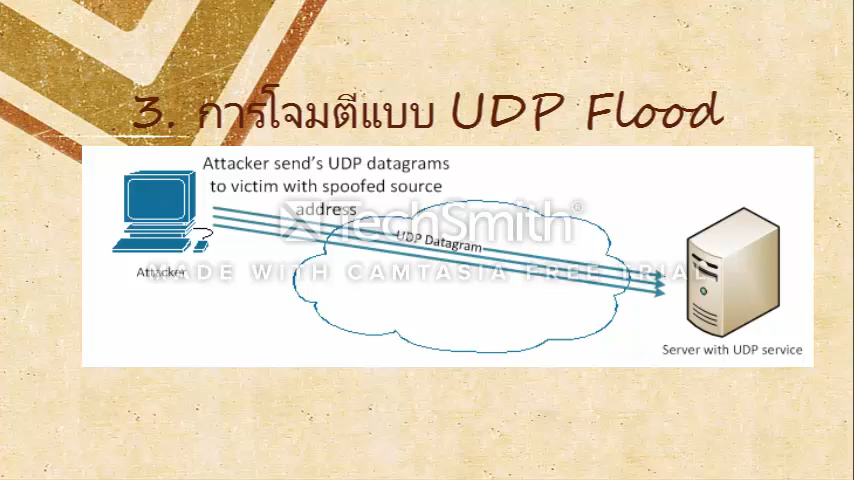 3. การโจมตีแบบ UDP Flood
Attacker send's UDP datagrams
to victim with spoofed source
address
TechSmith®
UDP Datagram
MADE WITH CAMTASIA FREE TRIAL
Attacker
Server with UDP service